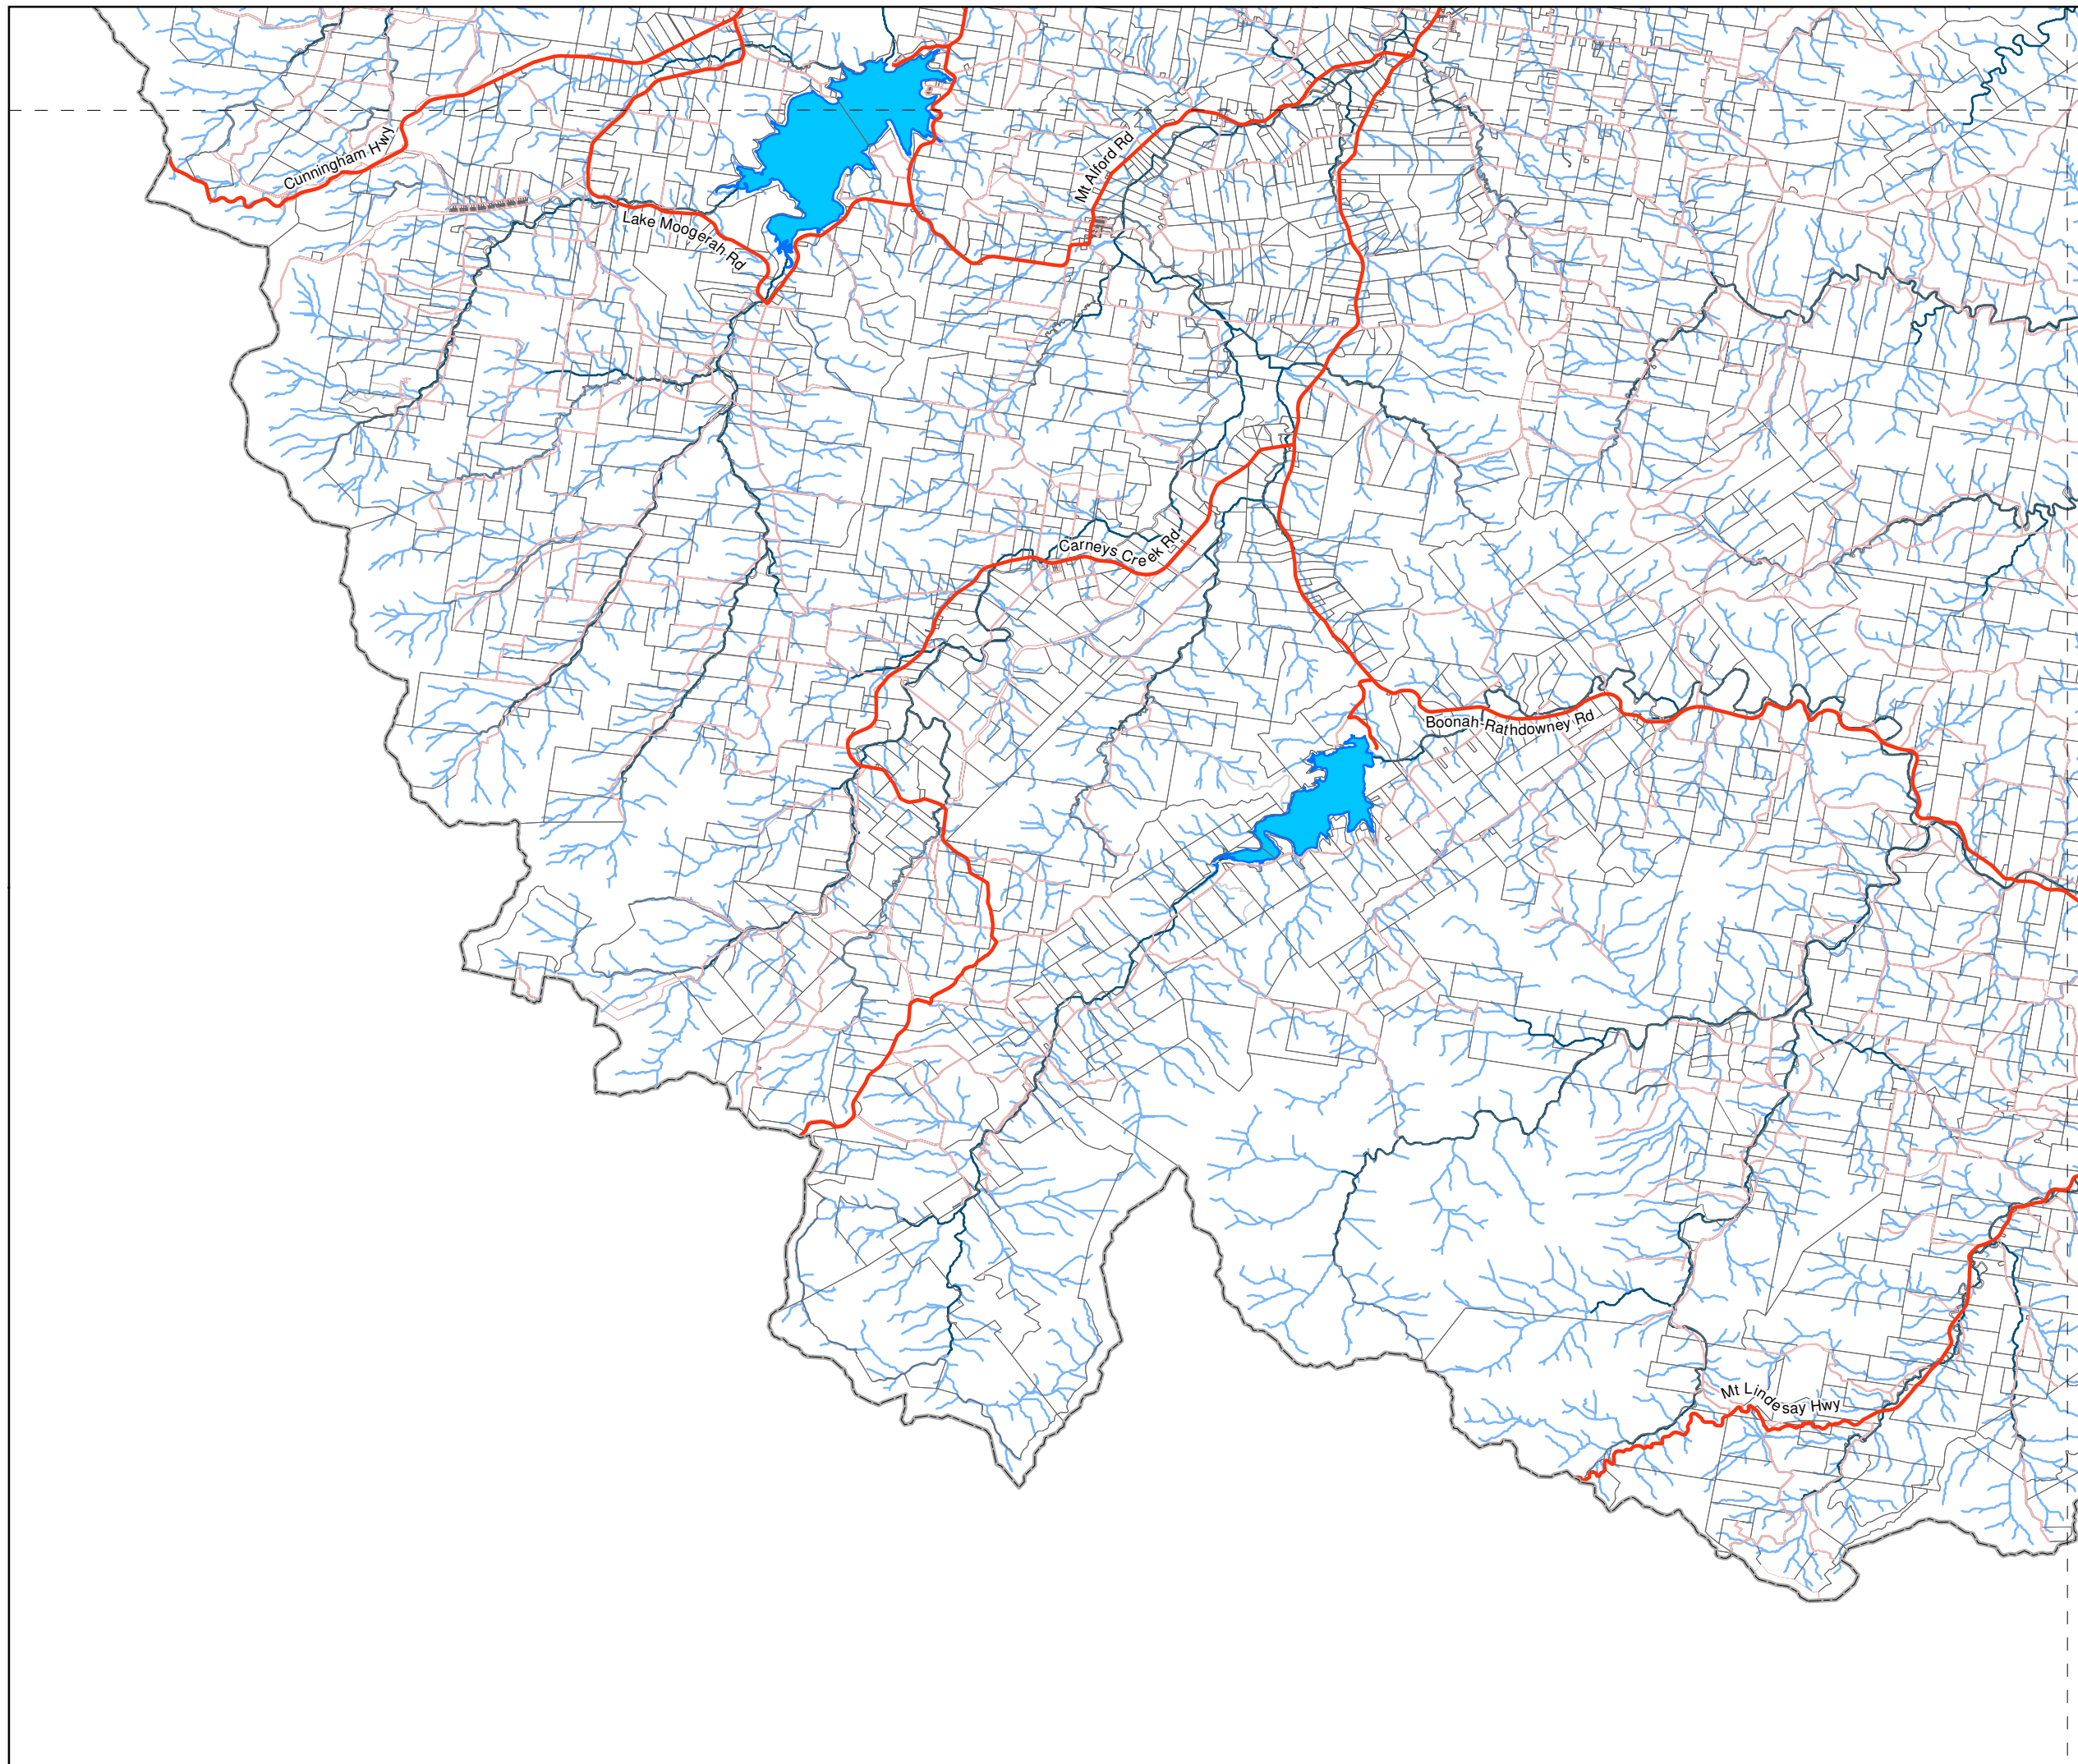 Cunningham Hwy
Mt Alford Rd
Lake Moogerah Rd
Carneys Creek Rd
Boonah-Rathdowney Rd
Mt Lindesay Hwy